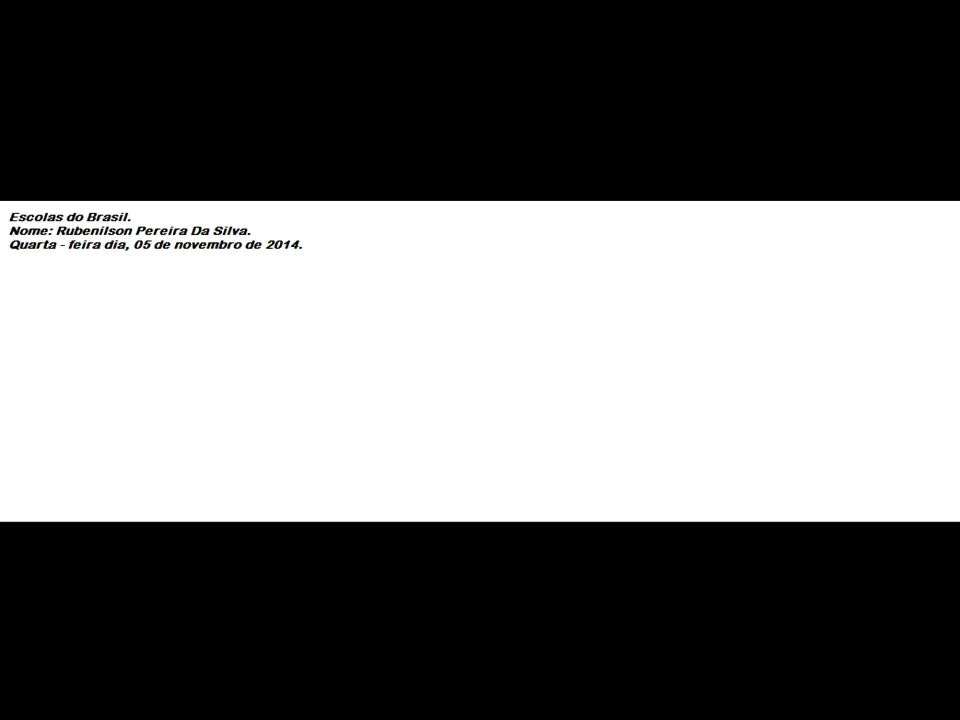 Escolas do Brasil.
Nome: Rubenilson Pereira Da Silva.
Quarta - feira dia, 05 de novembro de 2014.